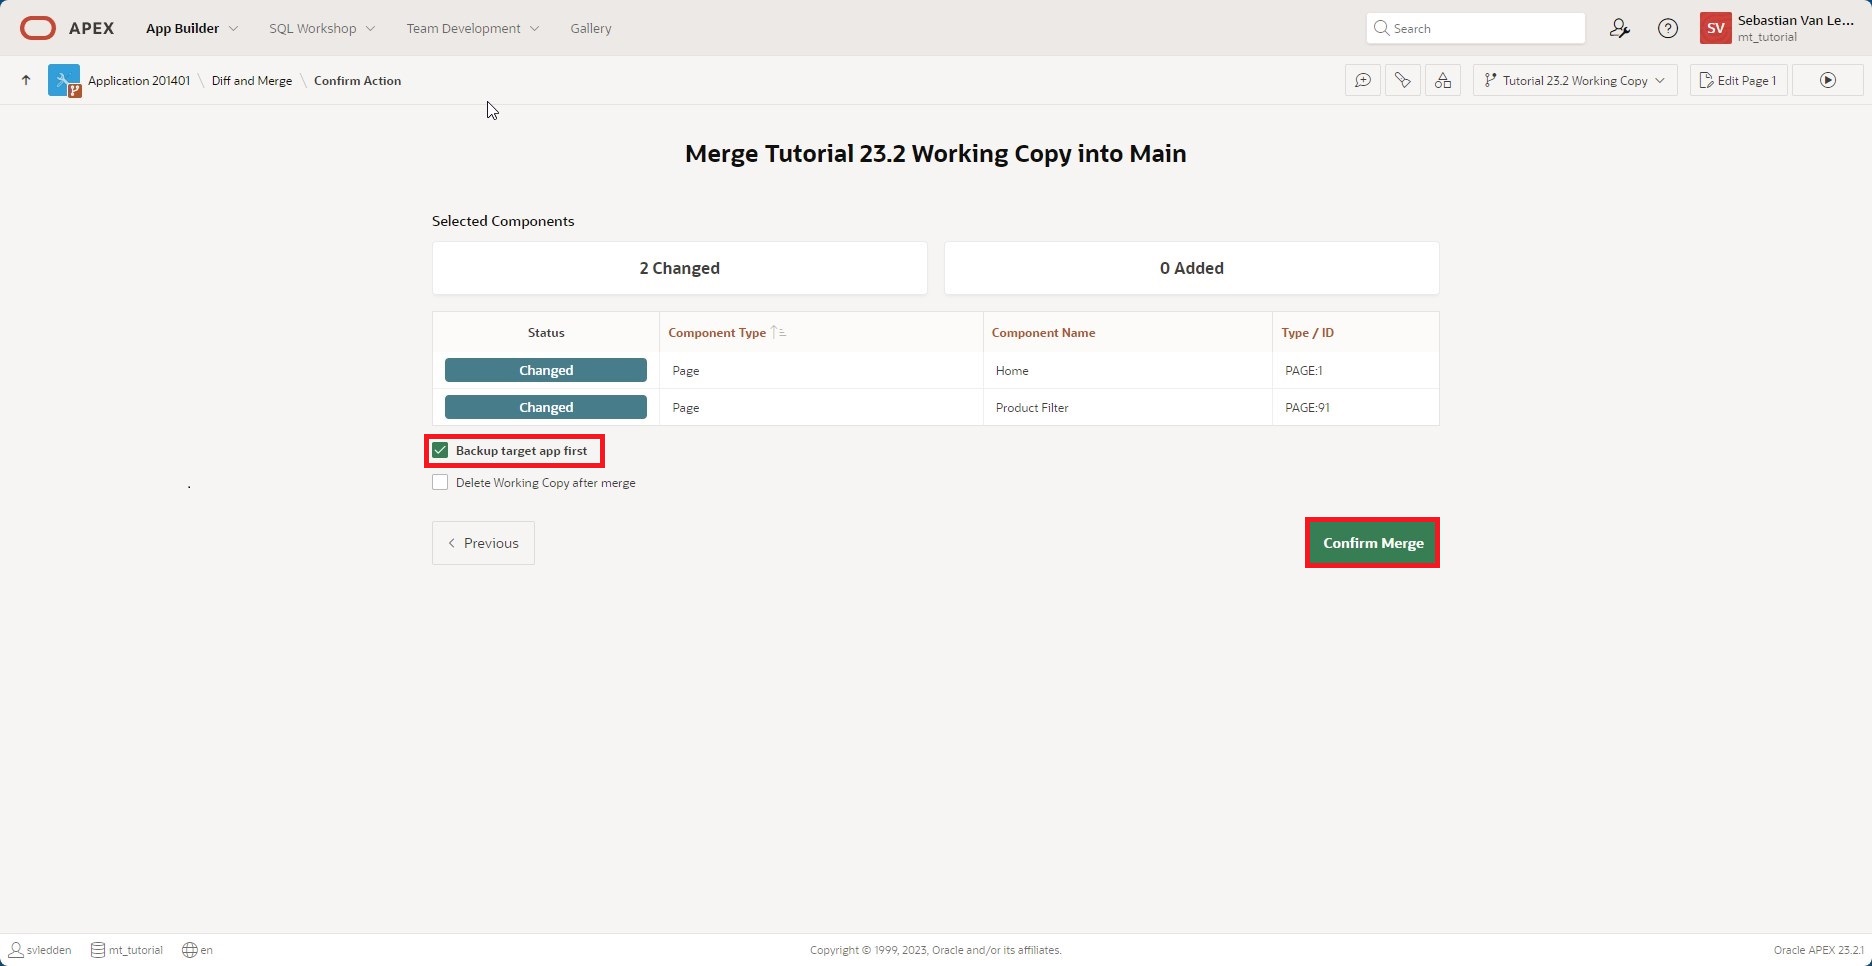 APEX App Builder SQL Workshop Team Development Gallery Search SV Sebastian Van Le...
mt_tutorial
Application 201401 \ Diff and Merge \ Confirm Action Tutorial 23.2 Working Copy Edit Page 1
Merge Tutorial 23.2 Working Copy into Main
Selected Components
2 Changed 0 Added
Status Component Type Component Name Type / ID
Changed Page Home PAGE:1
Changed Page Product Filter PAGE:91
Backup target app first
Delete Working Copy after merge
Previous Confirm Merge
svledden mt_tutorial en Copyright © 1999, 2023, Oracle and/or its affiliates. Oracle APEX 23.2.1